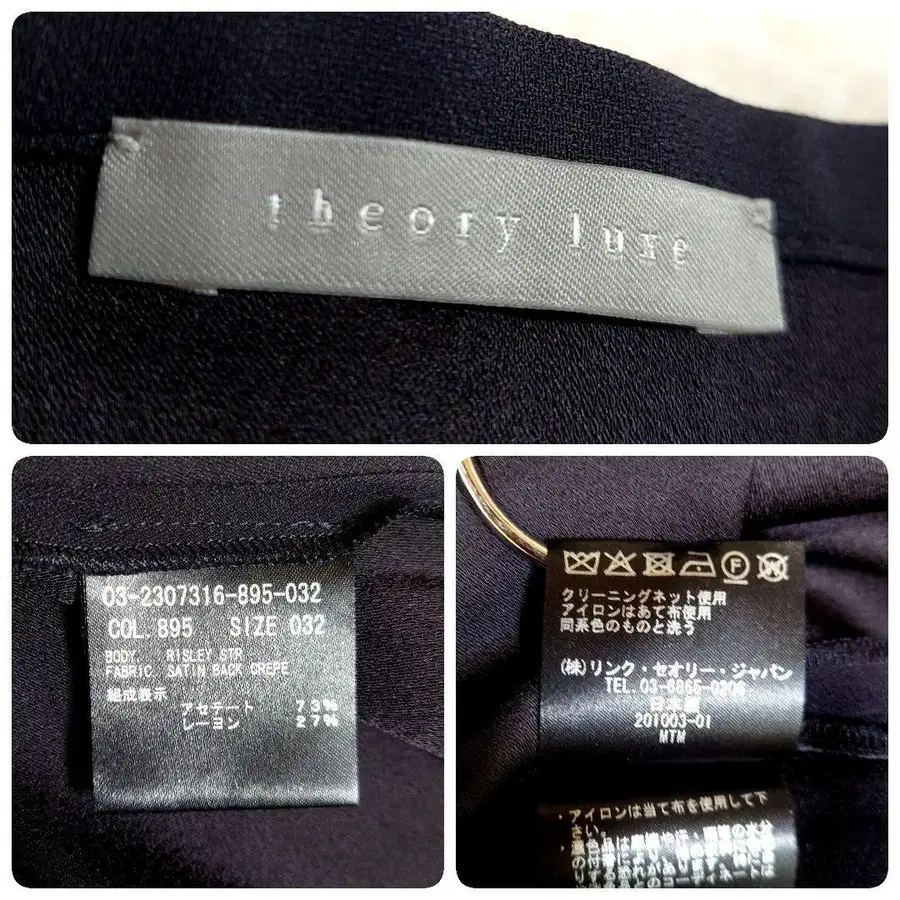 theory luxe
03-2307316-895-032
COL. 895 SIZE 032
BODY. RISLEY STR
FABRIC SATIN BACK CREPE
組成表示
アセテート 73%
レーヨン 27%
F
W
クリーニングネット使用
アイロンはあて布使用
同系色のものと洗う
(株)リンク・セオリー・ジャパン
TEL.03-6865-0206
日本製
201003-01
MTM
・アイロンは当て布を使用して下
さい。